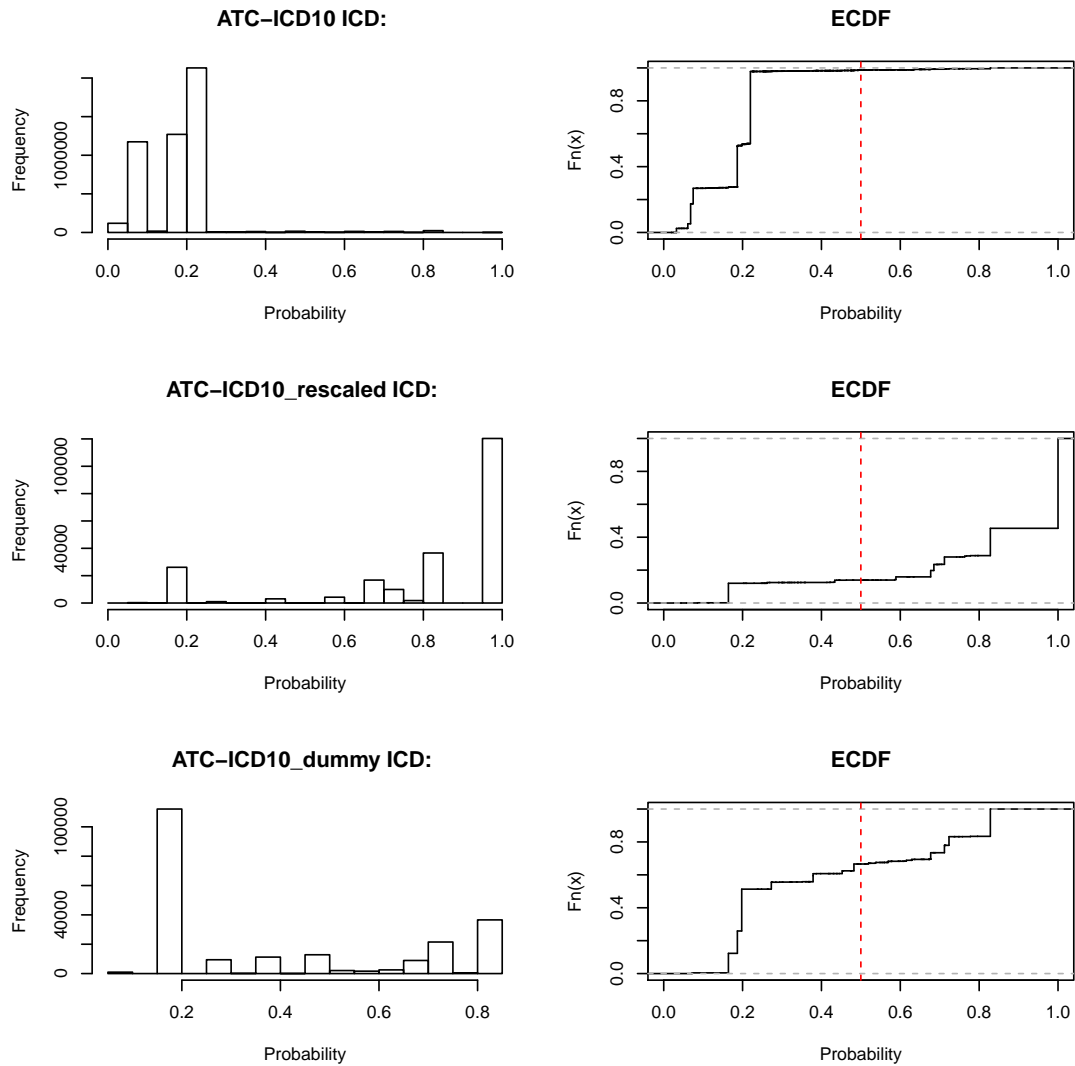 ATC−ICD10 ICD:
Frequency
0
1000000
0.0 0.2 0.4 0.6 0.8 1.0
Probability
ECDF
Fn(x)
0.0 0.4 0.8
0.0 0.2 0.4 0.6 0.8 1.0
Probability
ATC−ICD10_rescaled ICD:
Frequency
0 40000 100000
0.0 0.2 0.4 0.6 0.8 1.0
Probability
ECDF
Fn(x)
0.0 0.4 0.8
0.0 0.2 0.4 0.6 0.8 1.0
Probability
ATC−ICD10_dummy ICD:
Frequency
0 40000 100000
0.2 0.4 0.6 0.8
Probability
ECDF
Fn(x)
0.0 0.4 0.8
0.0 0.2 0.4 0.6 0.8 1.0
Probability